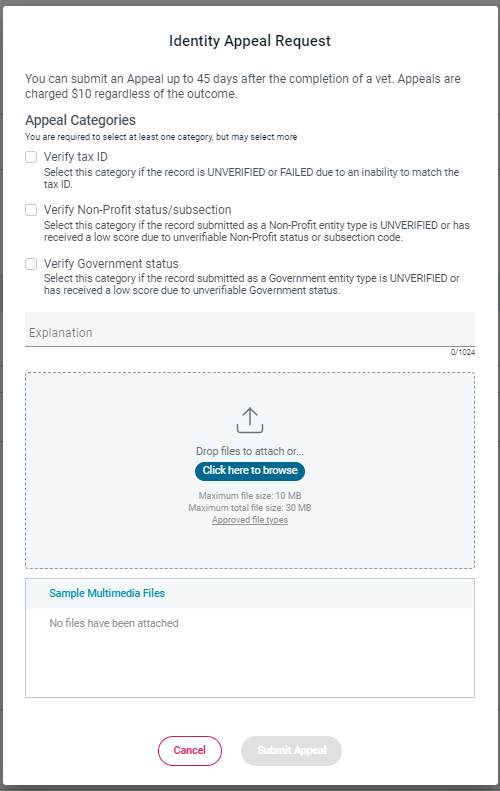 Identity Appeal Request
You can submit an Appeal up to 45 days after the completion of a vet. Appeals are
charged $10 regardless of the outcome.
Appeal Categories
You are required to select at least one category, but may select more
Verify tax ID
Select this category if the record is UNVERIFIED or FAILED due to an inability to match the
tax ID.
Verify Non-Profit status/subsection
Select this category if the record submitted as a Non-Profit entity type is UNVERIFIED or has
received a low score due to unverifiable Non-Profit status or subsection code.
Verify Government status
Select this category if the record submitted as a Government entity type is UNVERIFIED or
has received a low score due to unverifiable Government status.
Explanation
0/1024
Drop files to attach or...
Click here to browse
Maximum file size: 10 MB
Maximum total file size: 30 MB
Approved file types
Sample Multimedia Files
No files have been attached
Cancel
Submit Appeal